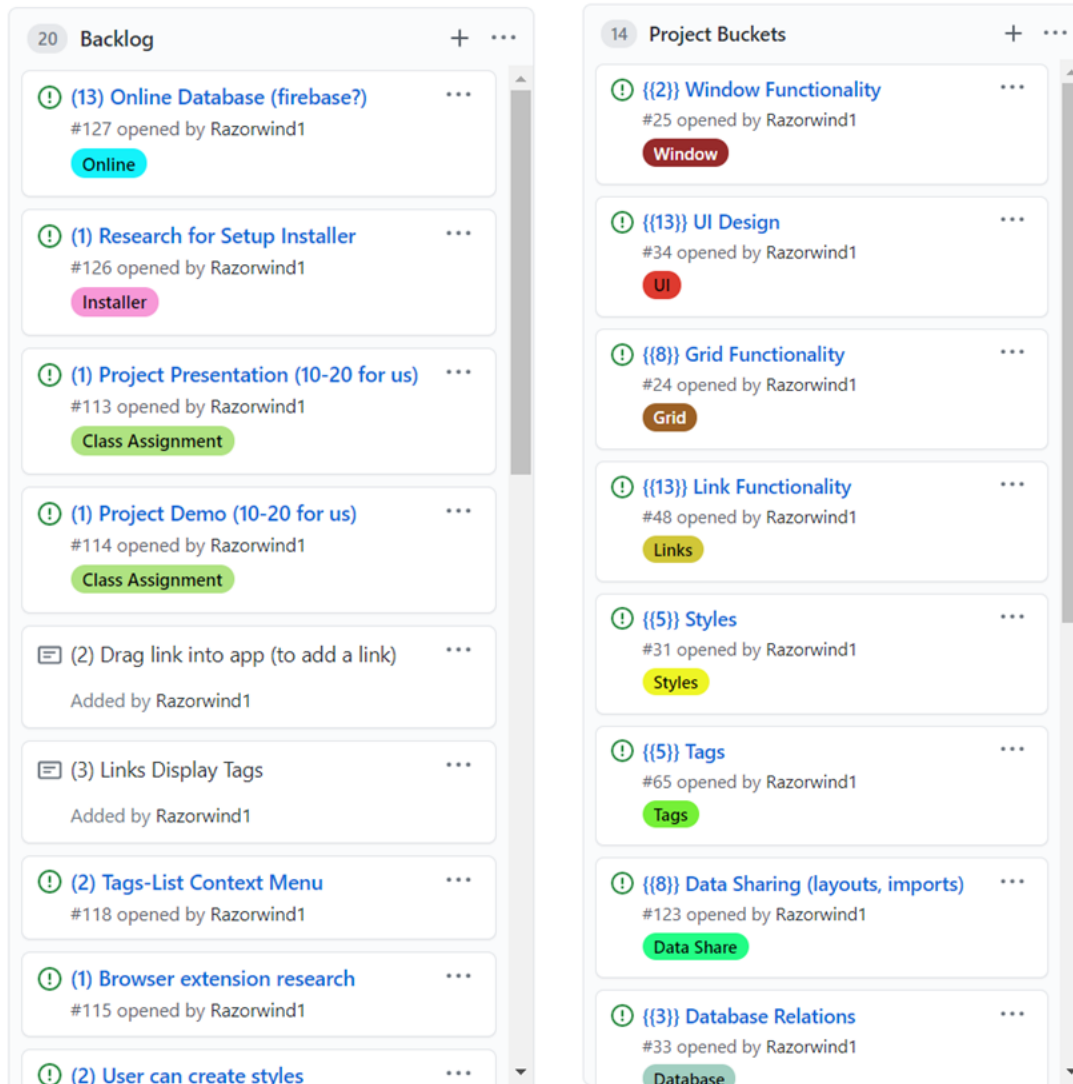 20 Backlog
(13) Online Database (firebase?)
#127 opened by Razorwind1
Online
(1) Research for Setup Installer
#126 opened by Razorwind1
Installer
(1) Project Presentation (10-20 for us)
#113 opened by Razorwind1
Class Assignment
(1) Project Demo (10-20 for us)
#114 opened by Razorwind1
Class Assignment
(2) Drag link into app (to add a link)
Added by Razorwind1
(3) Links Display Tags
Added by Razorwind1
(2) Tags-List Context Menu
#118 opened by Razorwind1
(1) Browser extension research
#115 opened by Razorwind1
(2) User can create styles
14 Project Buckets
{{2}} Window Functionality
#25 opened by Razorwind1
Window
{{13}} UI Design
#34 opened by Razorwind1
UI
{{8}} Grid Functionality
#24 opened by Razorwind1
Grid
{{13}} Link Functionality
#48 opened by Razorwind1
Links
{{5}} Styles
#31 opened by Razorwind1
Styles
{{5}} Tags
#65 opened by Razorwind1
Tags
{{8}} Data Sharing (layouts, imports)
#123 opened by Razorwind1
Data Share
{{3}} Database Relations
#33 opened by Razorwind1
Database